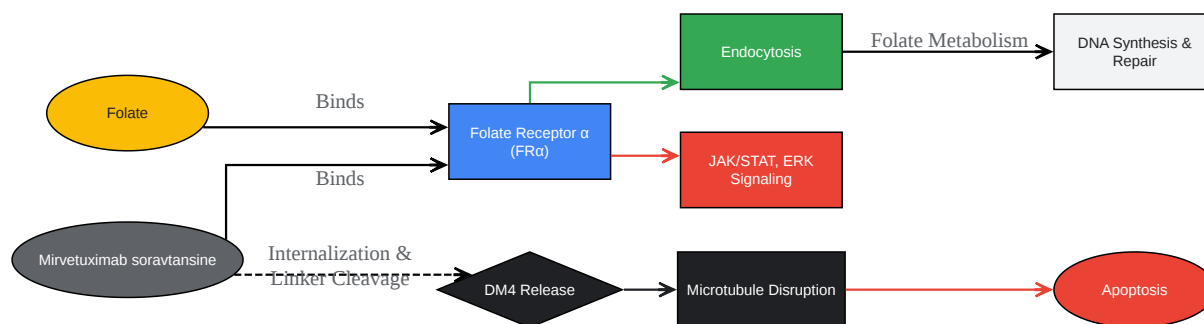 Endocytosis
Folate Metabolism
DNA Synthesis &
Repair
Folate
Binds
Folate Receptor α
(FRα)
JAK/STAT, ERK
Signaling
Binds
Mirvetuximab soravtansine
Internalization &
Linker Cleavage
DM4 Release
Microtubule Disruption
Apoptosis